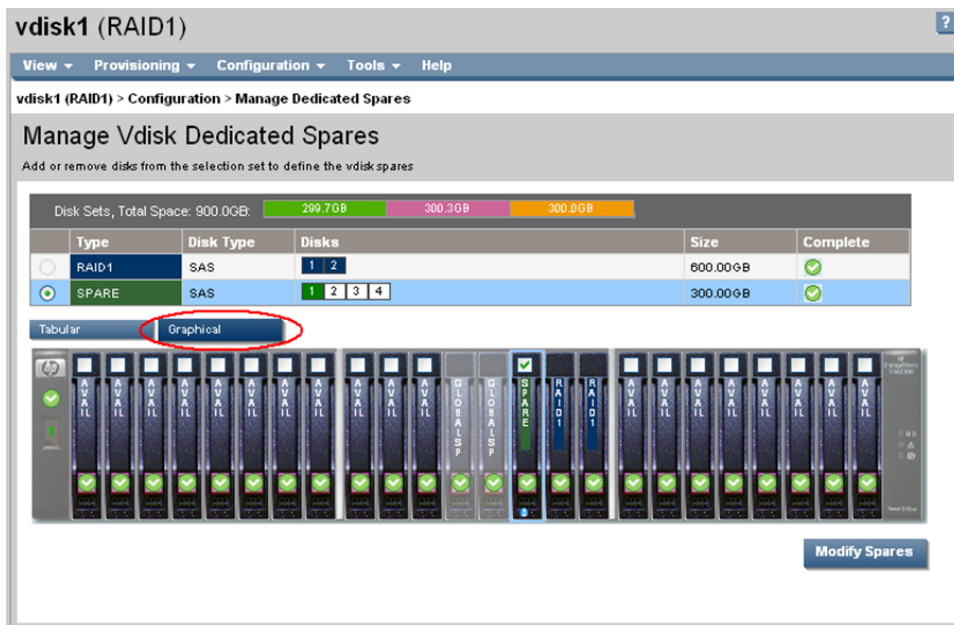 vdisk1 (RAID1)
?
View Provisioning Configuration Tools Help
vdisk1 (RAID1) > Configuration > Manage Dedicated Spares
Manage Vdisk Dedicated Spares
Add or remove disks from the selection set to define the vdisk spares
Disk Sets, Total Space: 900.0GB: 299.7GB 300.3GB 300.0GB
Type Disk Type Disks Size Complete
RAID1 SAS 1 2 600.00GB
SPARE SAS 1 2 3 4 300.00GB
Tabular Graphical
hp
AVAIL AVAIL AVAIL AVAIL AVAIL AVAIL AVAIL AVAIL AVAIL AVAIL AVAIL GLOBALSP GLOBALSP SPARE RAID1 RAID1 AVAIL AVAIL AVAIL AVAIL AVAIL AVAIL AVAIL AVAIL
Modify Spares